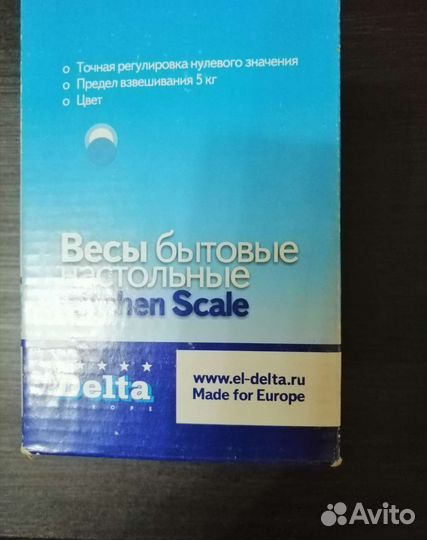 Точная регулировка нулевого значения
Предел взвешивания 5 кг
Цвет
Весы бытовые
настольные
Kitchen Scale
Delta
EUROPE
www.el-delta.ru
Made for Europe
Avito